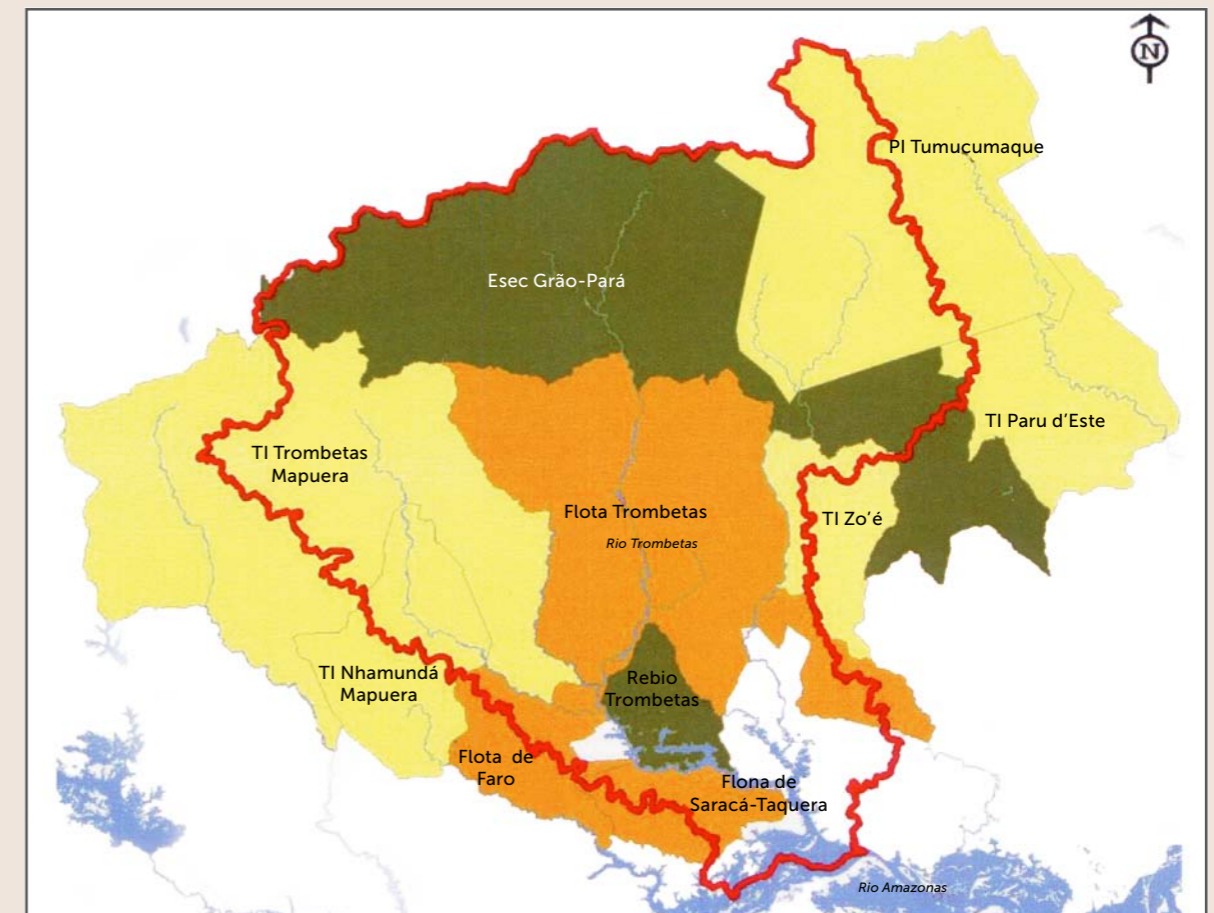 N
PI Tumucumaque
Esec Grão-Pará
TI Paru d'Este
TI Trombetas
Mapuera
Flota Trombetas
TI Zo'é
Rio Trombetas
TI Nhamundá
Mapuera
Rebio
Trombetas
Flota de
Faro
Flona de
Saracá-Taquera
Rio Amazonas